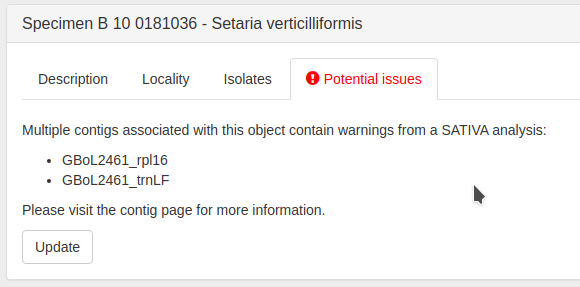 Specimen B 10 0181036 - Setaria verticilliformis
Description Locality Isolates Potential issues
Multiple contigs associated with this object contain warnings from a SATIVA analysis:
GBoL2461_rpl16
GBoL2461_trnLF
Please visit the contig page for more information.
Update